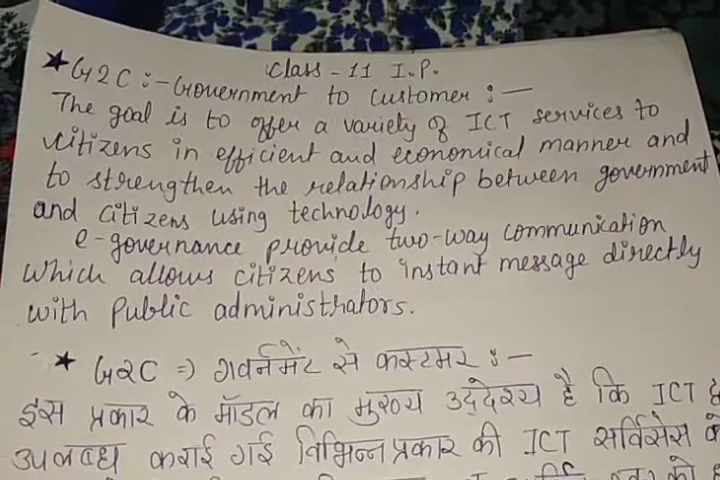 Class - 11 I.P.
★ G2C :- Government to customer : —
The goal is to offer a variety of ICT services to
citizens in efficient and economical manner and
to strengthen the relationship between government
and citizens using technology.
e-governance provide two-way communication
which allows citizens to instant message directly
with Public administrators.
★ G2C => गवर्नमेंट से कस्टमर : —
इस प्रकार के मॉडल का मुख्य उद्देश्य है कि ICT
उपलब्ध कराई गई विभिन्न प्रकार की ICT सर्विसेस